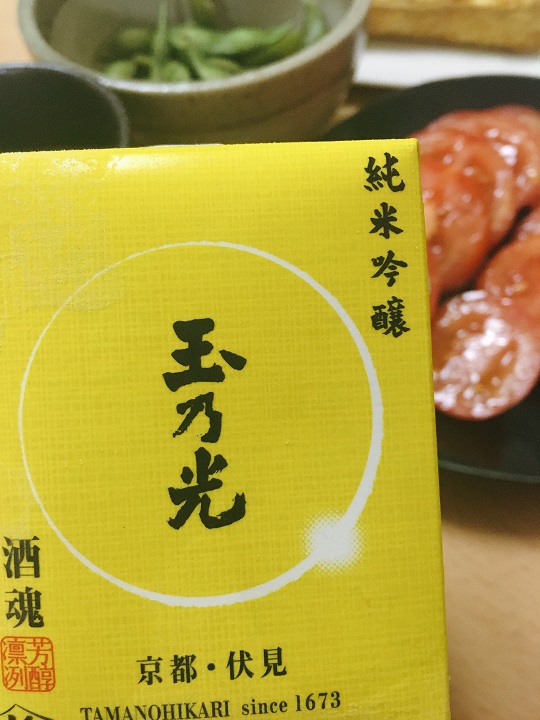 純米吟醸
玉乃光
酒魂
芳醇
凛冽
京都・伏見
TAMANOHIKARI since 1673